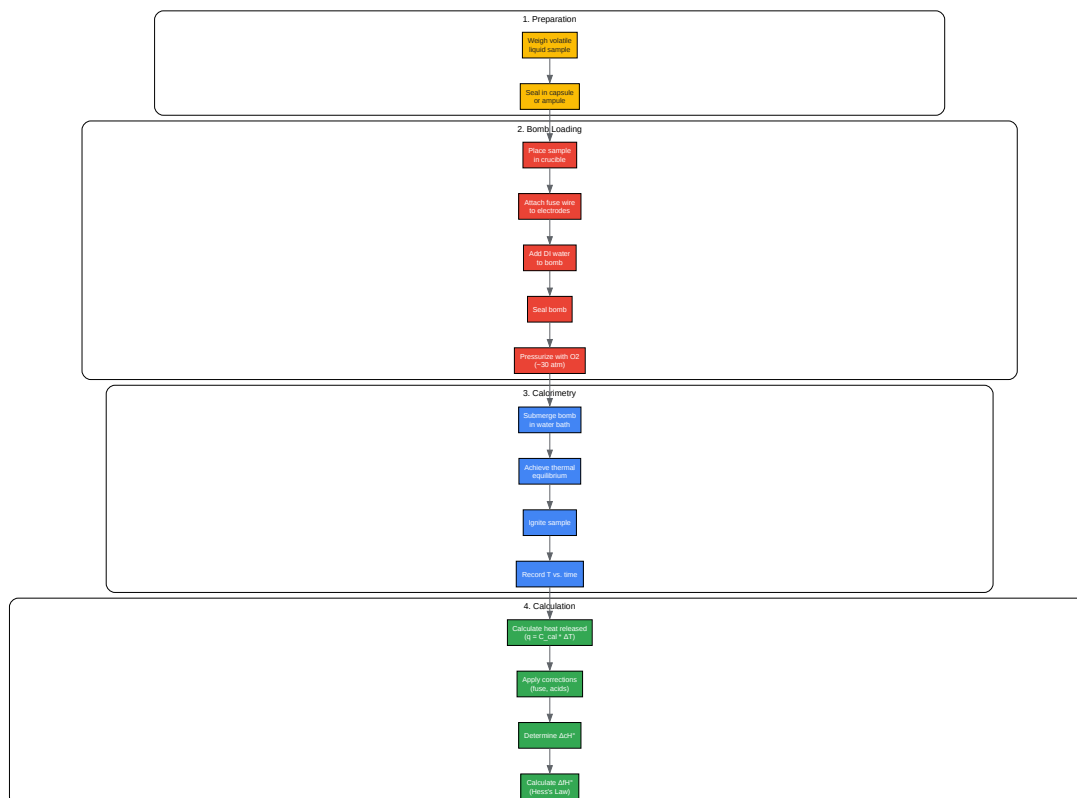 1. Preparation
Weigh volatile
liquid sample
Seal in capsule
or ampule
2. Bomb Loading
Place sample
in crucible
Attach fuse wire
to electrodes
Add DI water
to bomb
Seal bomb
Pressurize with O2
(~30 atm)
3. Calorimetry
Submerge bomb
in water bath
Achieve thermal
equilibrium
Ignite sample
Record T vs. time
4. Calculation
Calculate heat released
(q = C_cal * ΔT)
Apply corrections
(fuse, acids)
Determine ΔcH°
Calculate ΔfH°
(Hess's Law)